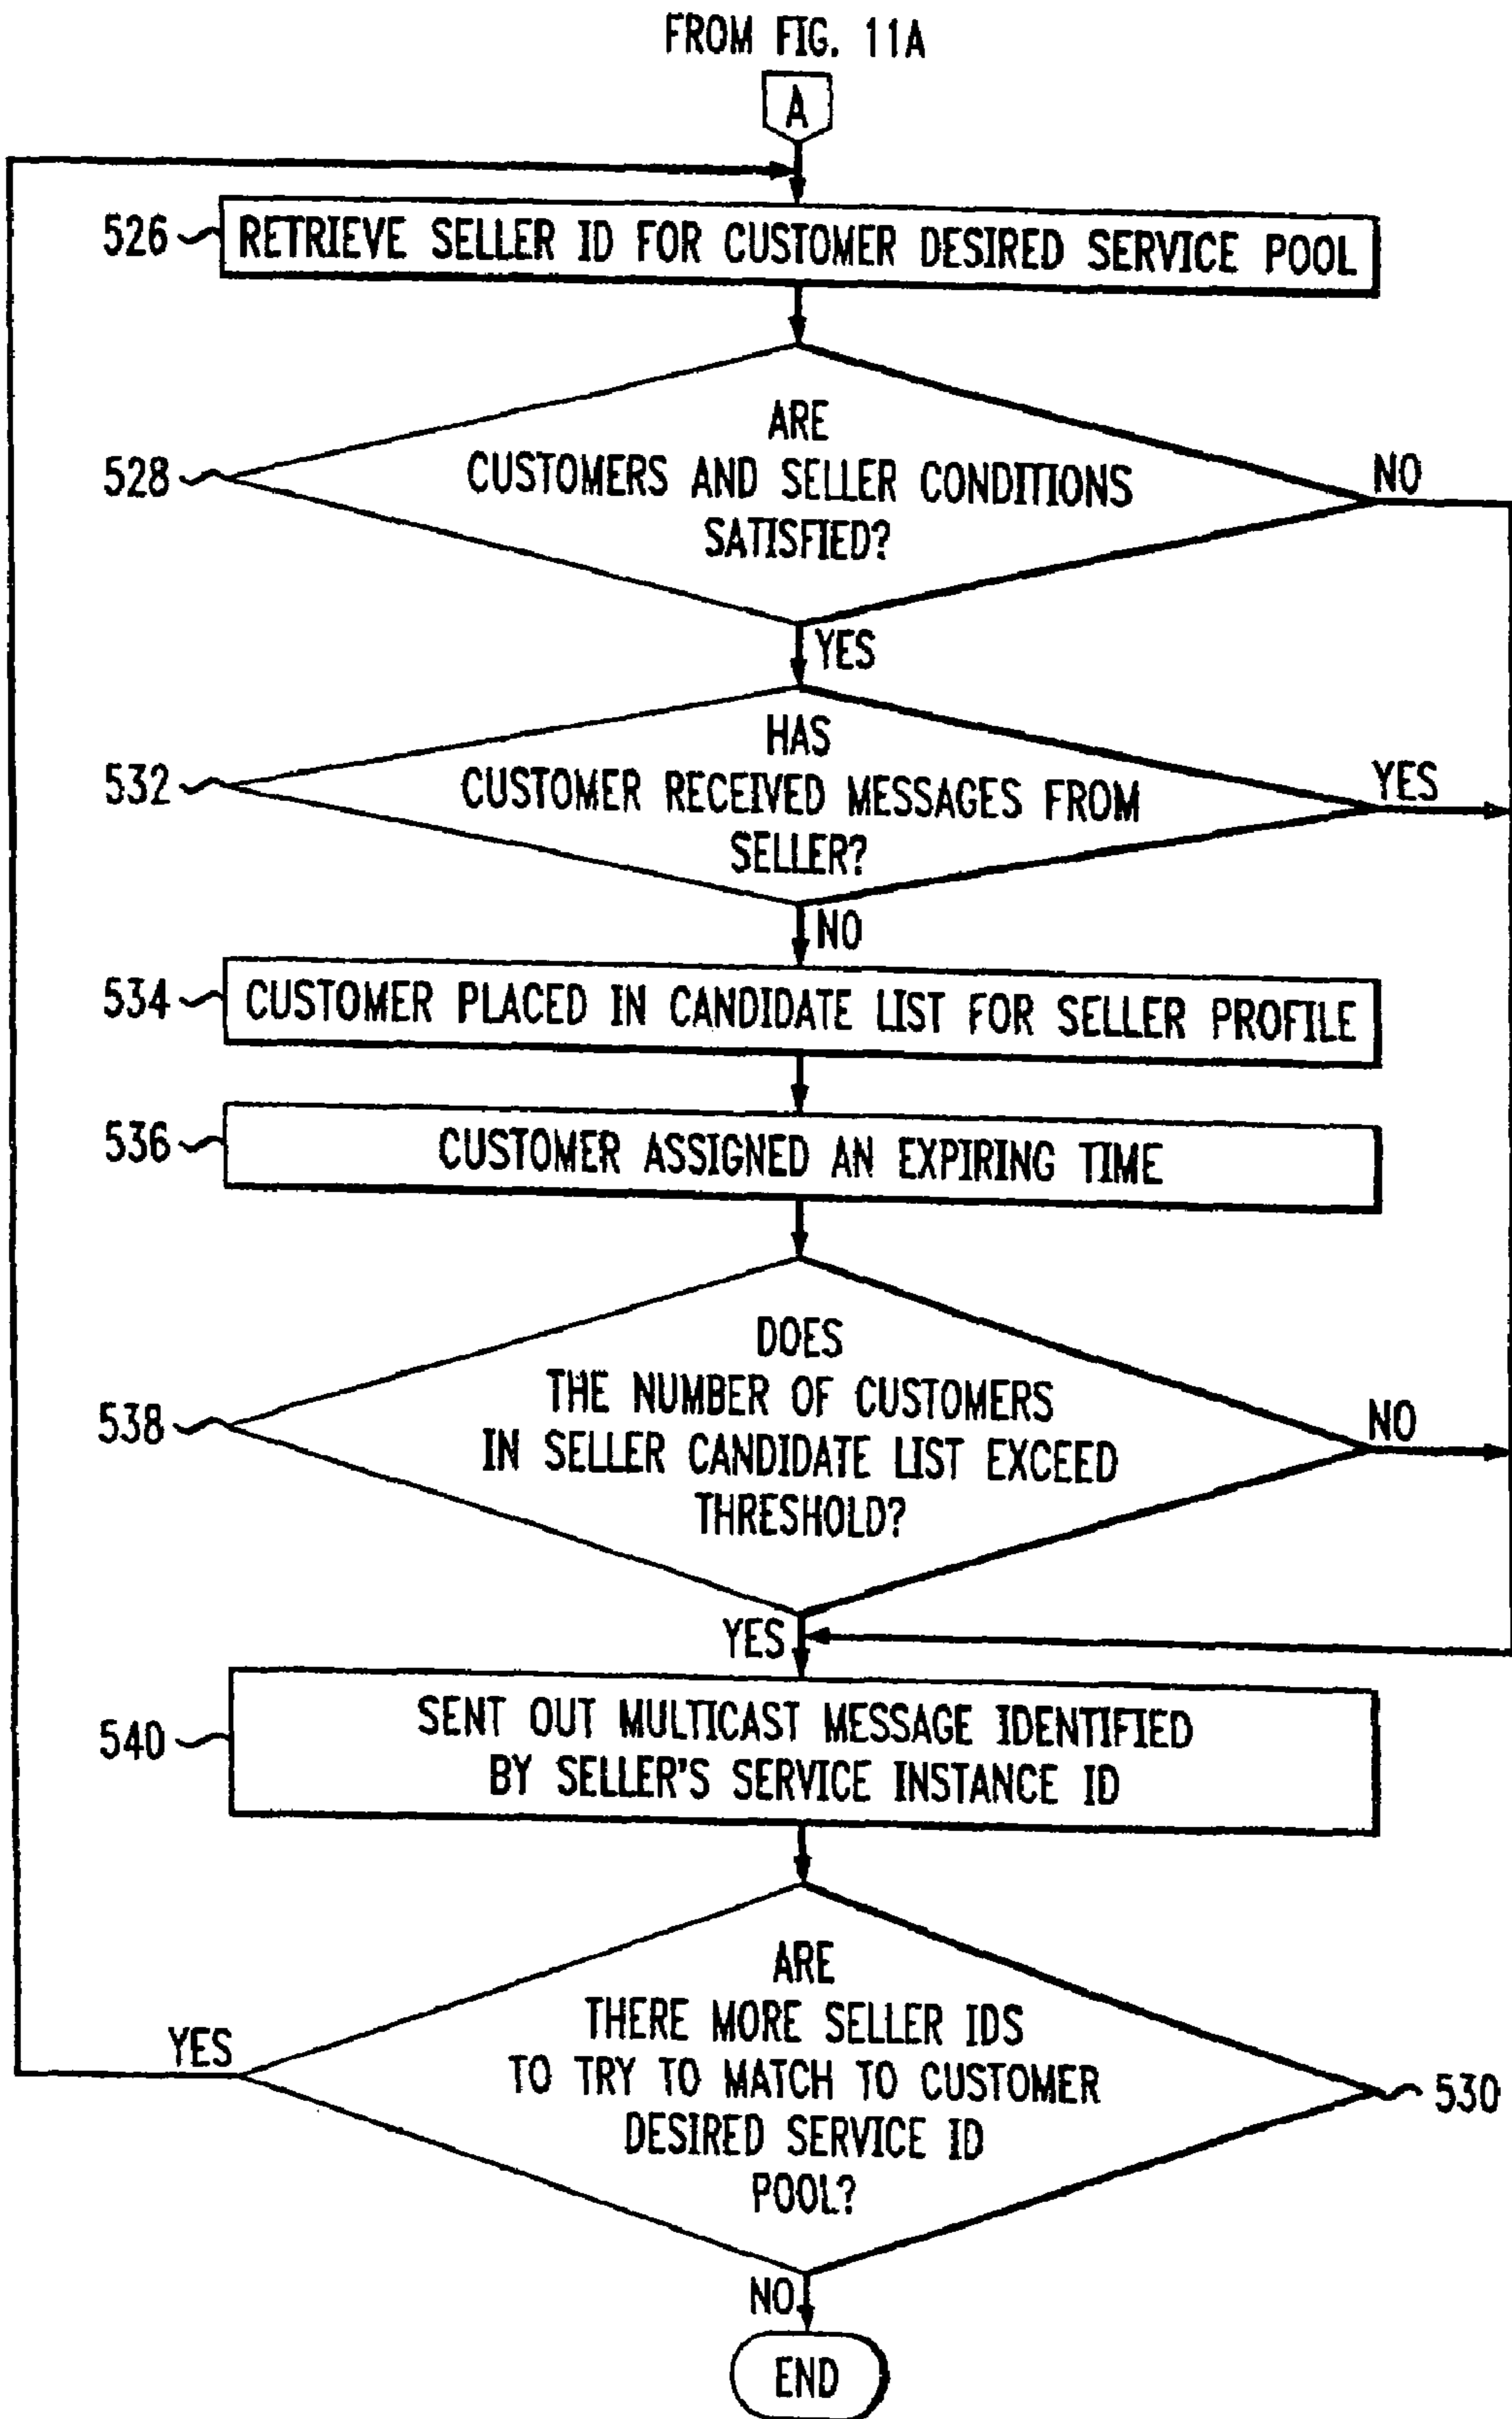 FROM FIG. 11A
A
526
RETRIEVE SELLER ID FOR CUSTOMER DESIRED SERVICE POOL
528
ARE
CUSTOMERS AND SELLER CONDITIONS
SATISFIED?
NO
YES
532
HAS
CUSTOMER RECEIVED MESSAGES FROM
SELLER?
YES
NO
534
CUSTOMER PLACED IN CANDIDATE LIST FOR SELLER PROFILE
536
CUSTOMER ASSIGNED AN EXPIRING TIME
538
DOES
THE NUMBER OF CUSTOMERS
IN SELLER CANDIDATE LIST EXCEED
THRESHOLD?
NO
YES
540
SENT OUT MULTICAST MESSAGE IDENTIFIED
BY SELLER'S SERVICE INSTANCE ID
ARE
THERE MORE SELLER IDS
TO TRY TO MATCH TO CUSTOMER
DESIRED SERVICE ID
POOL?
YES
530
NO
END